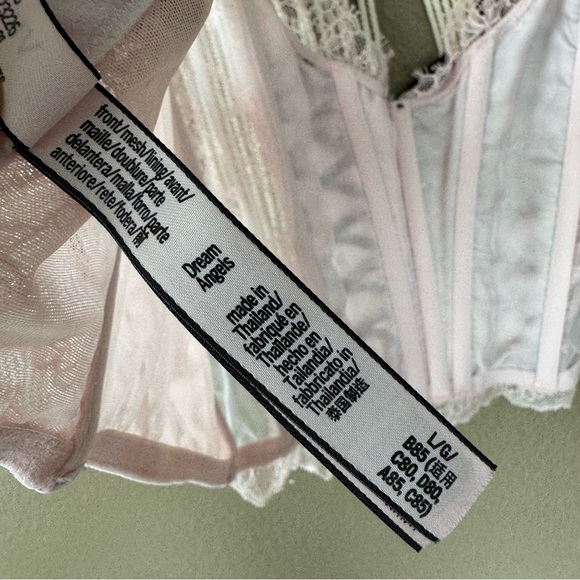 front/mesh/lining/avant/
maille/doublure/parte
delantera/malla/forro/parte
anteriore/rete/fodera/前
Dream
Angels
made in
Thailand/
fabriqué en
Thaïlande/
hecho en
Tailandia/
fabbricato in
Thailandia/
泰国制造
L/G/
B85 (适用
C80, D80,
A85, C85)